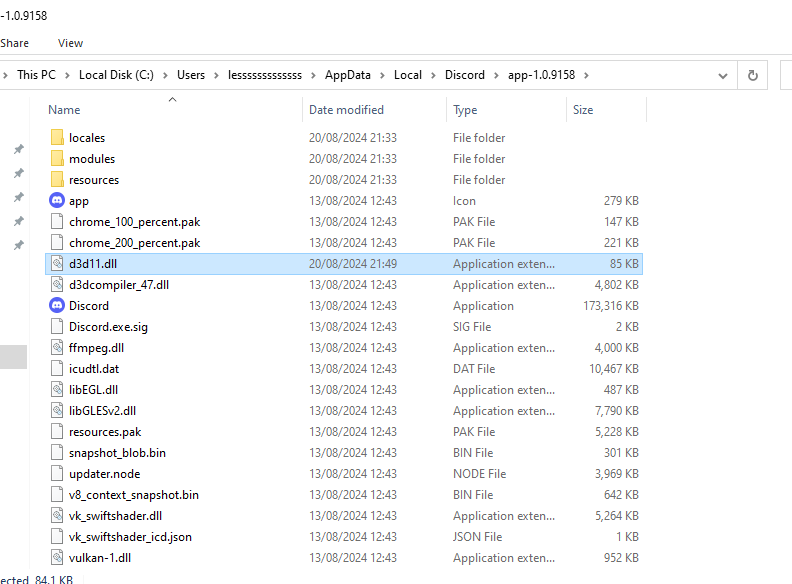 -1.0.9158
Share View
This PC Local Disk (C:) Users lesssssssssssss AppData Local Discord app-1.0.9158
Name Date modified Type Size
locales 20/08/2024 21:33 File folder
modules 20/08/2024 21:33 File folder
resources 20/08/2024 21:33 File folder
app 13/08/2024 12:43 Icon 279 KB
chrome_100_percent.pak 13/08/2024 12:43 PAK File 147 KB
chrome_200_percent.pak 13/08/2024 12:43 PAK File 221 KB
d3d11.dll 20/08/2024 21:49 Application exten... 85 KB
d3dcompiler_47.dll 13/08/2024 12:43 Application exten... 4,802 KB
Discord 13/08/2024 12:43 Application 173,316 KB
Discord.exe.sig 13/08/2024 12:43 SIG File 2 KB
ffmpeg.dll 13/08/2024 12:43 Application exten... 4,000 KB
icudtl.dat 13/08/2024 12:43 DAT File 10,467 KB
libEGL.dll 13/08/2024 12:43 Application exten... 487 KB
libGLESv2.dll 13/08/2024 12:43 Application exten... 7,790 KB
resources.pak 13/08/2024 12:43 PAK File 5,228 KB
snapshot_blob.bin 13/08/2024 12:43 BIN File 301 KB
updater.node 13/08/2024 12:43 NODE File 3,969 KB
v8_context_snapshot.bin 13/08/2024 12:43 BIN File 642 KB
vk_swiftshader.dll 13/08/2024 12:43 Application exten... 5,264 KB
vk_swiftshader_icd.json 13/08/2024 12:43 JSON File 1 KB
vulkan-1.dll 13/08/2024 12:43 Application exten... 952 KB
ected 84.1 KB